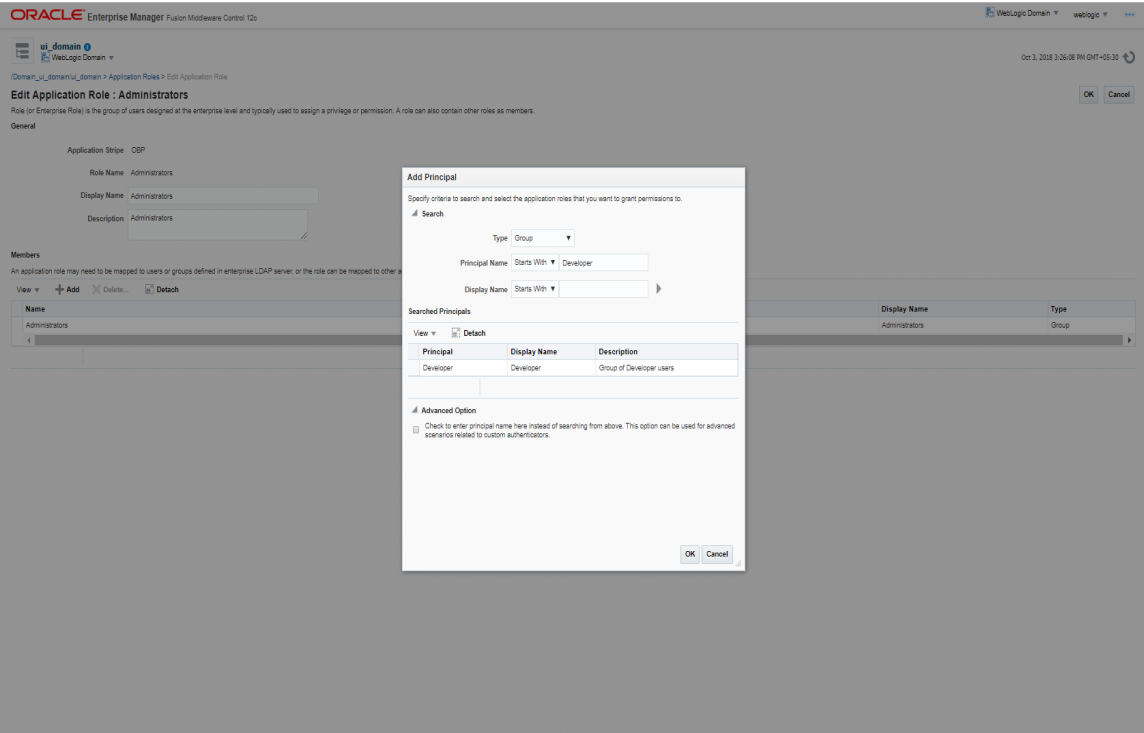 ORACLE Enterprise Manager Fusion Middleware Control 12c
WebLogic Domain weblogic
ui_domain
WebLogic Domain
Oct 3, 2018 3:26:08 PM GMT+05:30
/Domain_ui_domain/ui_domain > Application Roles > Edit Application Role
Edit Application Role : Administrators
OK Cancel
Role (or Enterprise Role) is the group of users designed at the enterprise level and typically used to assign a privilege or permission. A role can also contain other roles as members.
General
Application Stripe OBP
Role Name Administrators
Display Name Administrators
Description Administrators
Members
An application role may need to be mapped to users or groups defined in enterprise LDAP server, or the role can be mapped to other a
View Add Delete... Detach
Name Display Name Type
Administrators Administrators Group
Add Principal
Specify criteria to search and select the application roles that you want to grant permissions to.
Search
Type Group
Principal Name Starts With Developer
Display Name Starts With
Searched Principals
View Detach
Principal Display Name Description
Developer Developer Group of Developer users
Advanced Option
Check to enter principal name here instead of searching from above. This option can be used for advanced
scenarios related to custom authenticators.
OK Cancel